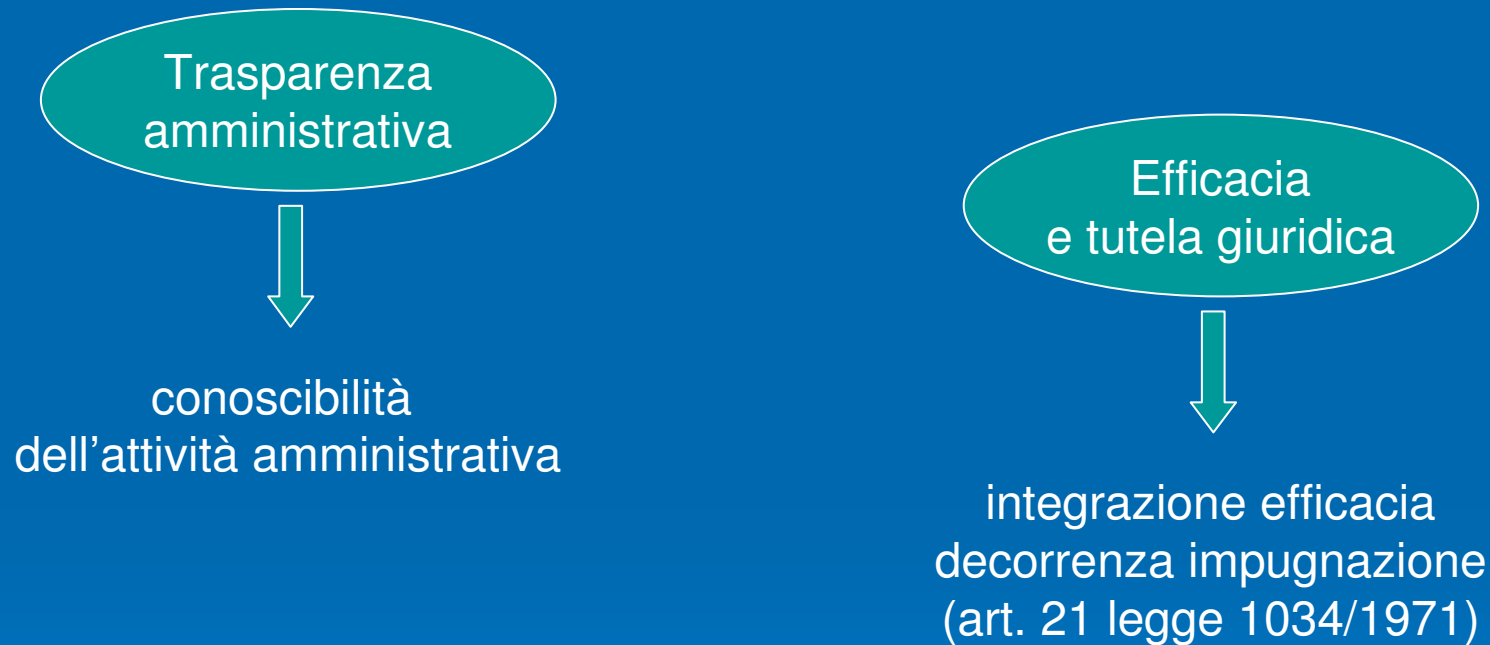 Trasparenza
amministrativa
conoscibilità
dell’attività amministrativa
Efficacia
e tutela giuridica
integrazione efficacia
decorrenza impugnazione
(art. 21 legge 1034/1971)